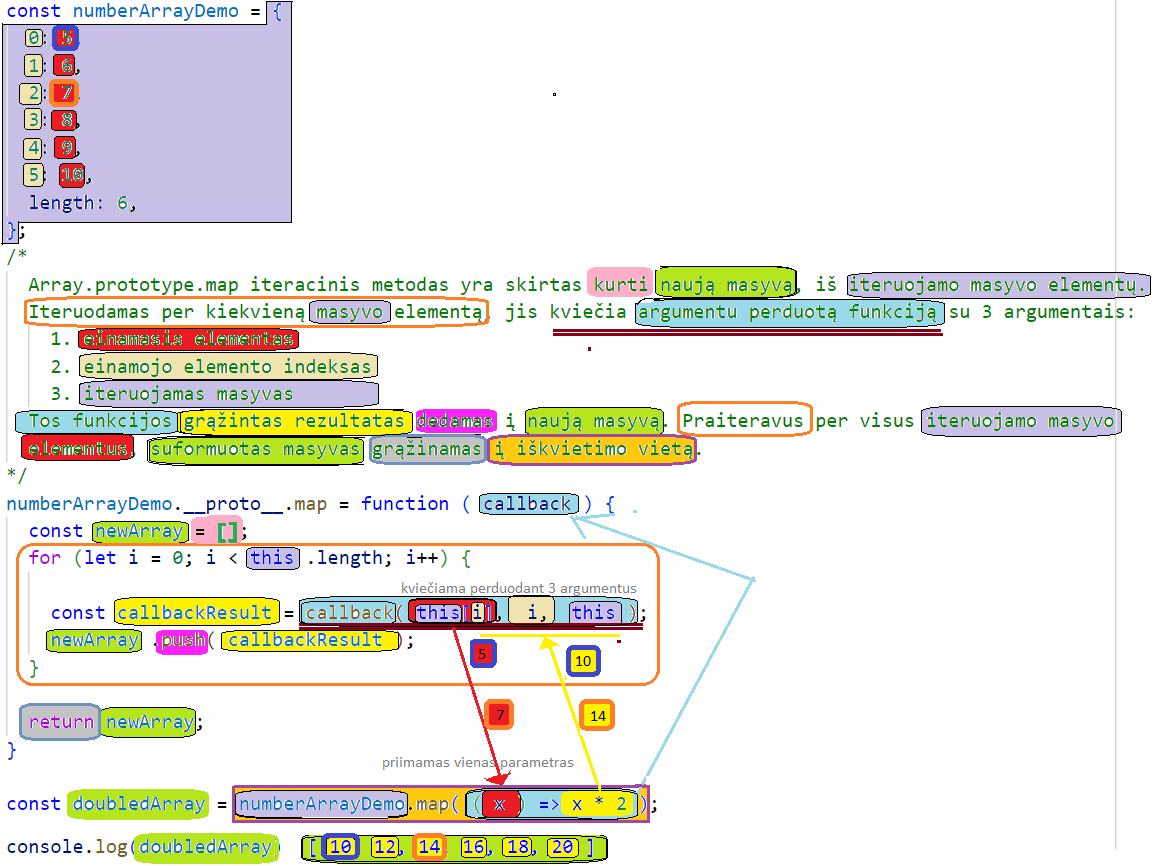 const numberArrayDemo = {
0: 5
1: 6,
2: 7
3: 8,
4: 9,
5: 10,
length: 6,
};
/*
Array.prototype.map iteracinis metodas yra skirtas kurti naują masyvą, iš iteruojamo masyvo elementų.
Iteruodamas per kiekvieną masyvo elementą, jis kviečia argumentu perduotą funkciją su 3 argumentais:
1. einamasis elementas
2. einamojo elemento indeksas
3. iteruojamas masyvas
Tos funkcijos grąžintas rezultatas dedamas į naują masyvą. Praiteravus per visus iteruojamo masyvo
elementus, suformuotas masyvas grąžinamas į iškvietimo vietą.
*/
numberArrayDemo.__proto__.map = function ( callback ) {
const newArray = [];
for (let i = 0; i < this .length; i++) {
kviečiama perduodant 3 argumentus
const callbackResult = callback( this[i], i, this );
newArray .push( callbackResult );
5 10
}
7 14
return newArray;
}
priimamas vienas parametras
const doubledArray = numberArrayDemo.map( ( x ) => x * 2 );
console.log(doubledArray) [ 10 12, 14 16, 18, 20 ]